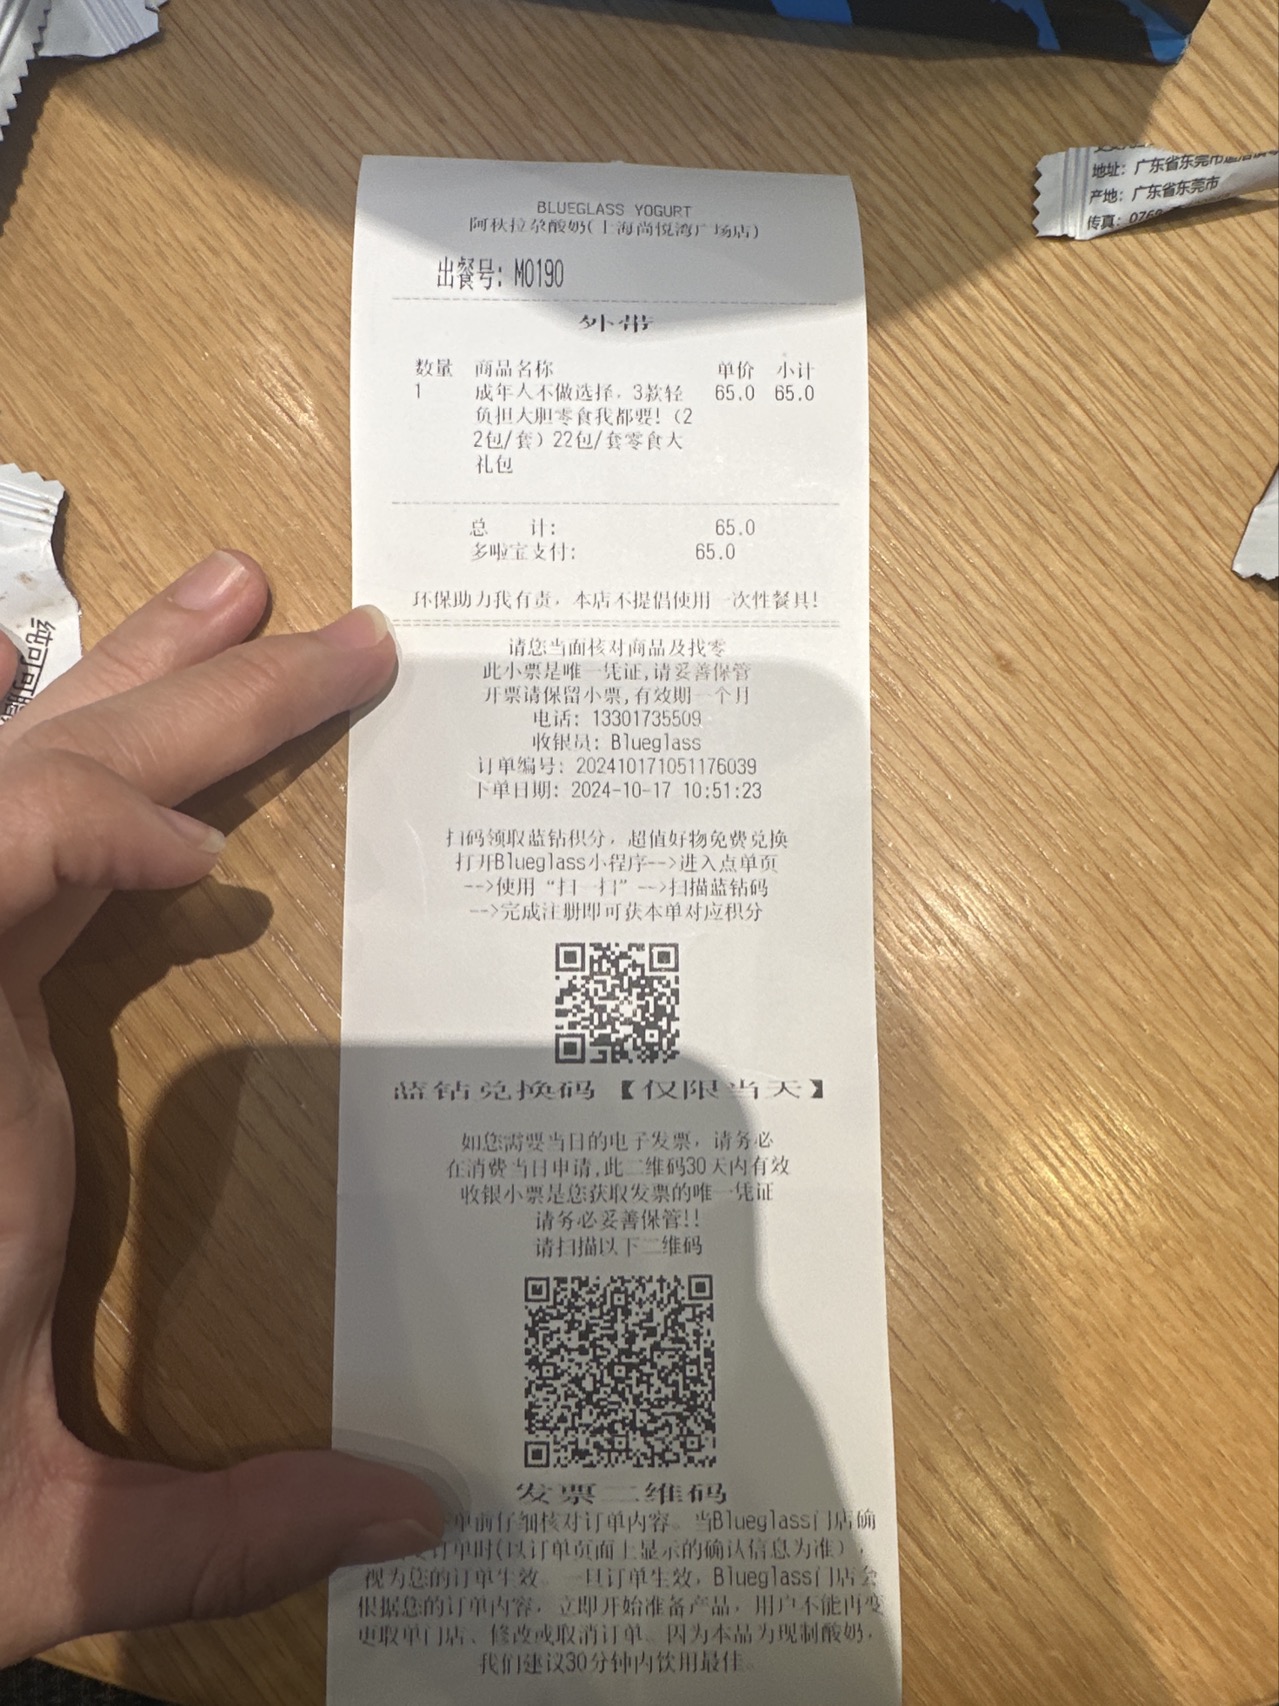 BLUEGLASS YOGURT
阿秋拉尕酸奶(上海尚悦湾广场店)
出餐号: M0190
外带
数量 商品名称 单价 小计
1 成年人不做选择，3款轻 65.0 65.0
负担大胆零食我都要!（2
2包/套）22包/套零食大
礼包
总 计: 65.0
多啦宝支付: 65.0
环保助力我有责，本店不提倡使用一次性餐具!
请您当面核对商品及找零
此小票是唯一凭证,请妥善保管
开票请保留小票,有效期一个月
电话: 13301735509
收银员: Blueglass
订单编号: 202410171051176039
下单日期: 2024-10-17 10:51:23
扫码领取蓝钻积分，超值好物免费兑换
打开Blueglass小程序-->进入点单页
-->使用“扫一扫”-->扫描蓝钻码
-->完成注册即可获本单对应积分
蓝钻兑换码【仅限当天】
如您需要当日的电子发票，请务必
在消费当日申请,此二维码30天内有效
收银小票是您获取发票的唯一凭证
请务必妥善保管!!
请扫描以下二维码
发票二维码
单前仔细核对订单内容。当Blueglass门店确
订单时(以订单页面上显示的确认信息为准)，
视为您的订单生效。一旦订单生效，Blueglass门店会
根据您的订单内容，立即开始准备产品，用户不能再变
更取单门店、修改或取消订单。因为本品为现制酸奶，
我们建议30分钟内饮用最佳。
地址: 广东省东莞市
产地: 广东省东莞市
传真: 0769
纯可可脂